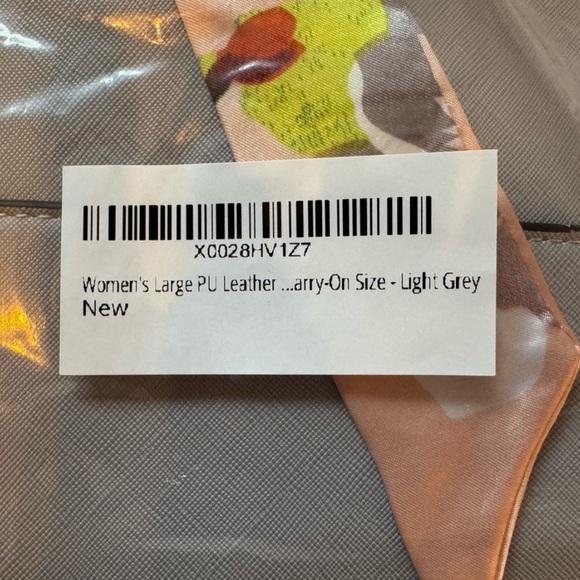 X0028HV1Z7
Women's Large PU Leather ...arry-On Size - Light Grey
New